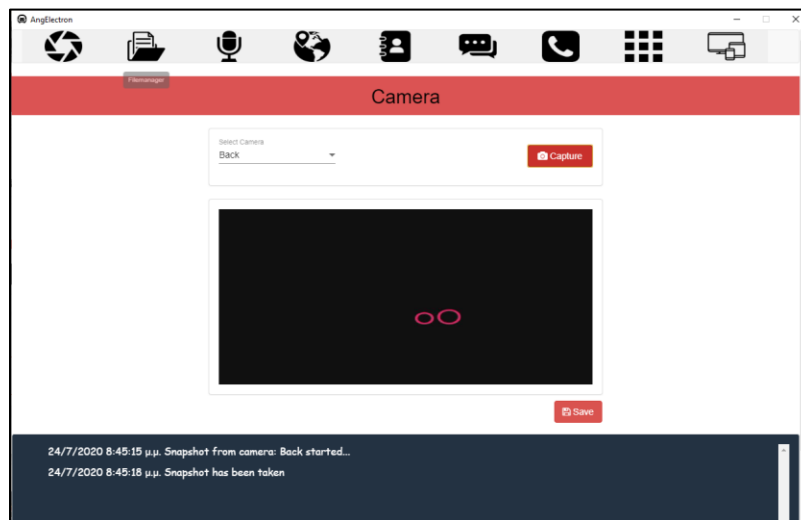 AngElectron
Filemanager
Camera
Select Camera
Back
Capture
Save
24/7/2020 8:45:15 μ.μ. Snapshot from camera: Back started...
24/7/2020 8:45:18 μ.μ. Snapshot has been taken